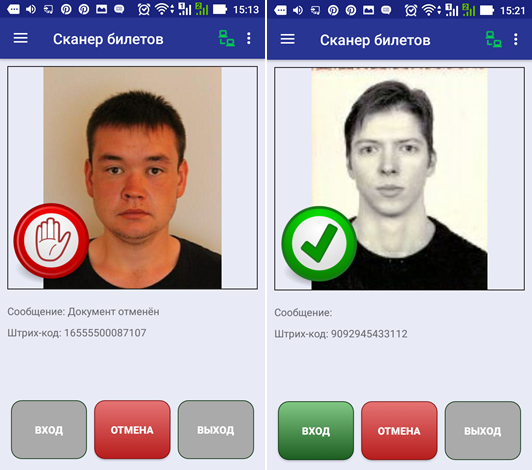 15:13
Сканер билетов
Сообщение: Документ отменён
Штрих-код: 16555500087107
ВХОД
ОТМЕНА
ВЫХОД
15:21
Сканер билетов
Сообщение:
Штрих-код: 9092945433112
ВХОД
ОТМЕНА
ВЫХОД